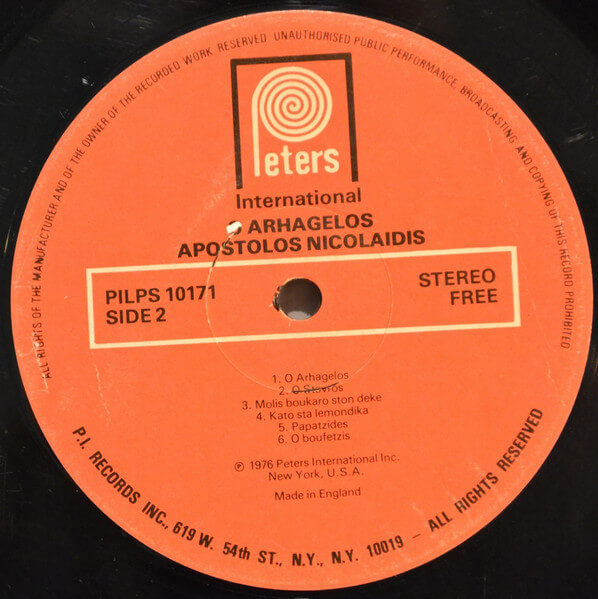 ALL RIGHTS OF THE MANUFACTURER AND OF THE OWNER OF THE RECORDED WORK RESERVED UNAUTHORISED PUBLIC PERFORMANCE, BROADCASTING AND COPYING OF THIS RECORD PROHIBITED
Peters
International
O ARHAGELOS
APOSTOLOS NICOLAIDIS
PILPS 10171
SIDE 2
STEREO
FREE
1. O Arhagelos
2. O Stavros
3. Molis boukaro ston deke
4. Kato sta lemondika
5. Papatzides
6. O boufetzis
℗ 1976 Peters International Inc.
New York, U.S.A.
Made in England
P.I. RECORDS INC., 619 W. 54th ST., N.Y., N.Y. 10019 – ALL RIGHTS RESERVED